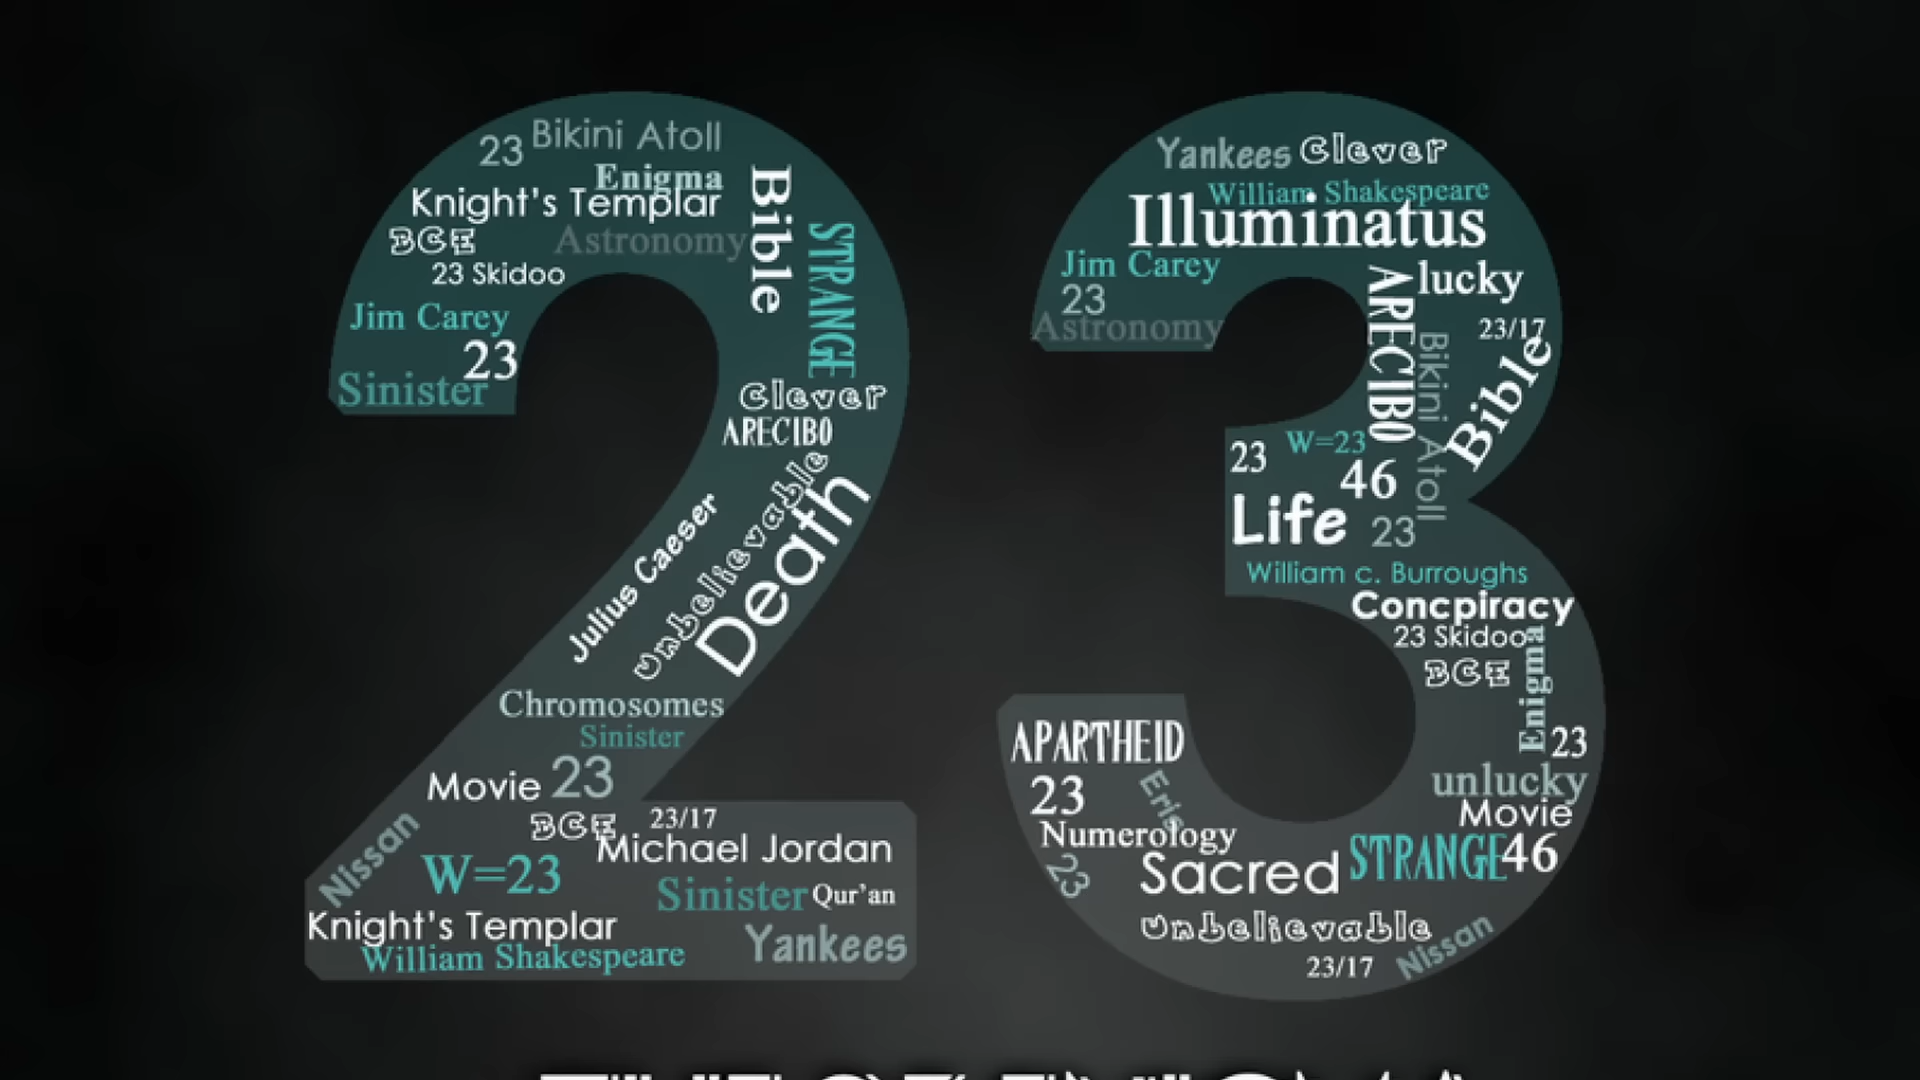 23 Bikini Atoll
Enigma
Knight's Templar
BCE
Astronomy
23 Skidoo
Bible
STRANGE
Jim Carey
23
Sinister
Clever
ARECIBO
Unbelievable
Death
Julius Caeser
Chromosomes
Sinister
Movie 23
BCE
23/17
Nissan
Michael Jordan
W=23
Sinister Qur'an
Knight's Templar
William Shakespeare
Yankees
Yankees Clever
William Shakespeare
Illuminatus
Jim Carey
23
Astronomy
ARECIBO
lucky
23/17
Bikini Atoll
Bible
23 W=23
46
Life 23
William c. Burroughs
Concpiracy
23 Skidoo
BCE
Enigma
23
unlucky
Movie
APARTHEID
23
Eris
Numerology
23
Sacred STRANGE 46
Unbelievable
Nissan
23/17